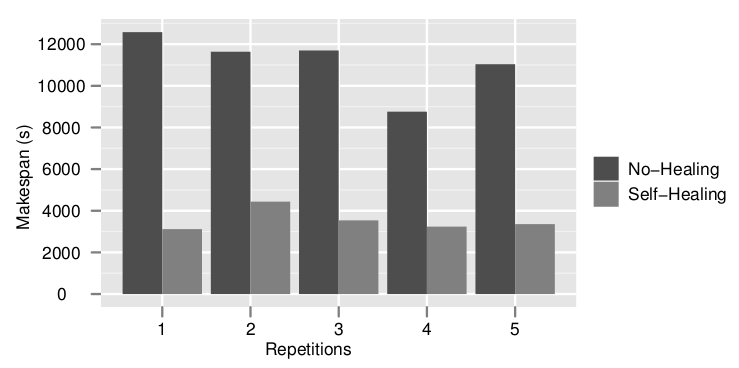 Makespan (s)
12000
10000
8000
6000
4000
2000
0
1 2 3 4 5
Repetitions
No−Healing
Self−Healing